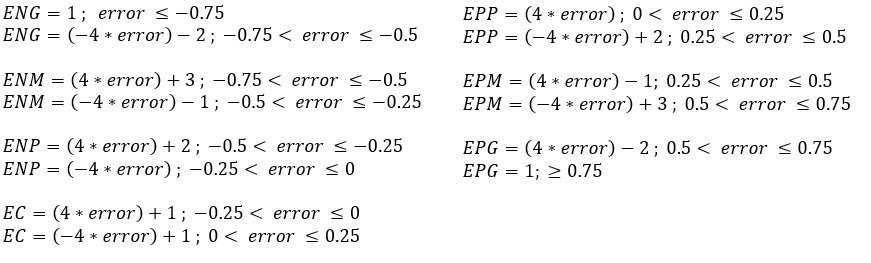 ENG = 1 ; error ≤ −0.75
ENG = (−4 ∗ error) − 2 ; −0.75 < error ≤ −0.5
ENM = (4 ∗ error) + 3 ; −0.75 < error ≤ −0.5
ENM = (−4 ∗ error) − 1 ; −0.5 < error ≤ −0.25
ENP = (4 ∗ error) + 2 ; −0.5 < error ≤ −0.25
ENP = (−4 ∗ error) ; −0.25 < error ≤ 0
EC = (4 ∗ error) + 1 ; −0.25 < error ≤ 0
EC = (−4 ∗ error) + 1 ; 0 < error ≤ 0.25
EPP = (4 ∗ error) ; 0 < error ≤ 0.25
EPP = (−4 ∗ error) + 2 ; 0.25 < error ≤ 0.5
EPM = (4 ∗ error) − 1; 0.25 < error ≤ 0.5
EPM = (−4 ∗ error) + 3 ; 0.5 < error ≤ 0.75
EPG = (4 ∗ error) − 2 ; 0.5 < error ≤ 0.75
EPG = 1; ≥ 0.75